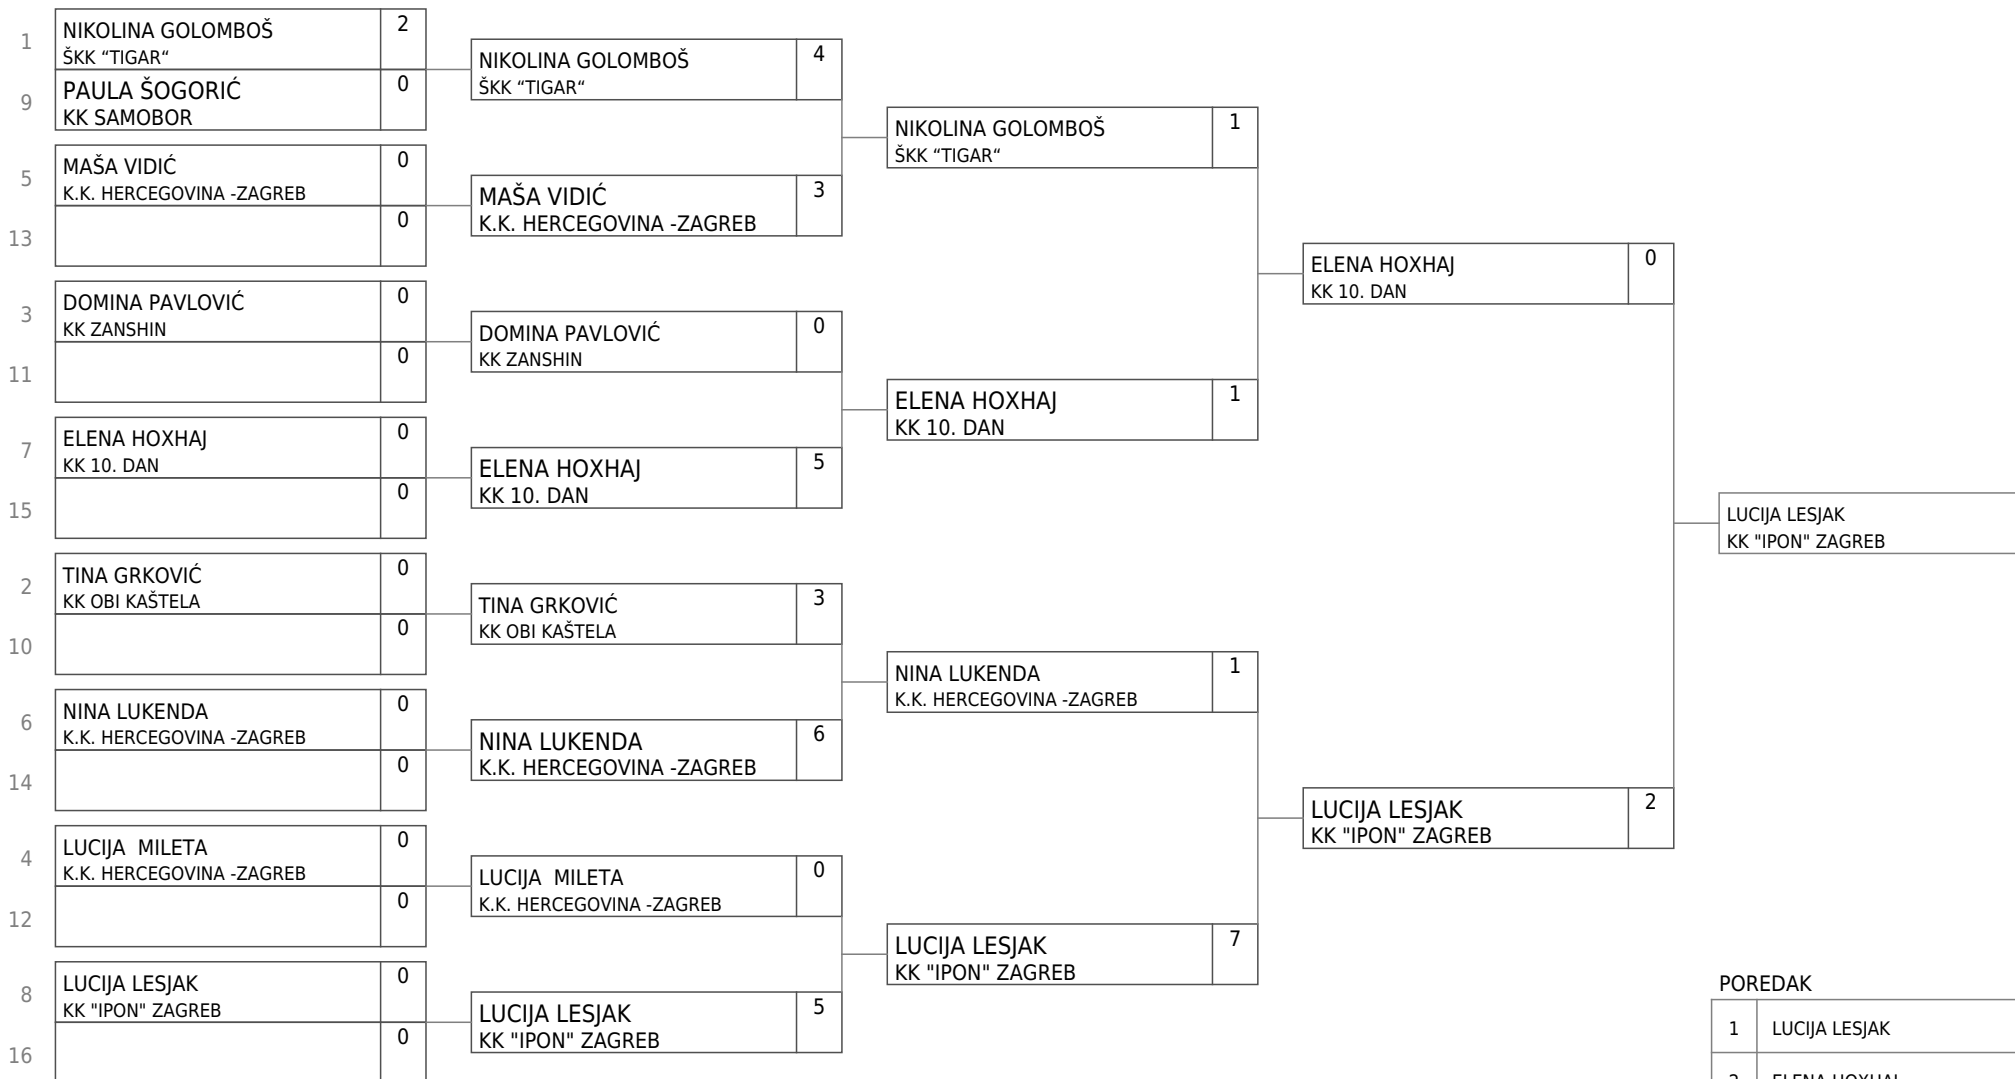 1
NIKOLINA GOLOMBOŠ
ŠKK “TIGAR“
2
9
PAULA ŠOGORIĆ
KK SAMOBOR
0
5
MAŠA VIDIĆ
K.K. HERCEGOVINA -ZAGREB
0
13
0
3
DOMINA PAVLOVIĆ
KK ZANSHIN
0
11
0
7
ELENA HOXHAJ
KK 10. DAN
0
15
0
2
TINA GRKOVIĆ
KK OBI KAŠTELA
0
10
0
6
NINA LUKENDA
K.K. HERCEGOVINA -ZAGREB
0
14
0
4
LUCIJA  MILETA
K.K. HERCEGOVINA -ZAGREB
0
12
0
8
LUCIJA LESJAK
KK "IPON" ZAGREB
0
16
0
NIKOLINA GOLOMBOŠ
ŠKK “TIGAR“
4
MAŠA VIDIĆ
K.K. HERCEGOVINA -ZAGREB
3
DOMINA PAVLOVIĆ
KK ZANSHIN
0
ELENA HOXHAJ
KK 10. DAN
5
TINA GRKOVIĆ
KK OBI KAŠTELA
3
NINA LUKENDA
K.K. HERCEGOVINA -ZAGREB
6
LUCIJA  MILETA
K.K. HERCEGOVINA -ZAGREB
0
LUCIJA LESJAK
KK "IPON" ZAGREB
5
NIKOLINA GOLOMBOŠ
ŠKK “TIGAR“
1
ELENA HOXHAJ
KK 10. DAN
1
NINA LUKENDA
K.K. HERCEGOVINA -ZAGREB
1
LUCIJA LESJAK
KK "IPON" ZAGREB
7
ELENA HOXHAJ
KK 10. DAN
0
LUCIJA LESJAK
KK "IPON" ZAGREB
2
LUCIJA LESJAK
KK "IPON" ZAGREB
POREDAK
1 LUCIJA LESJAK
2 ELENA HOXHAJ